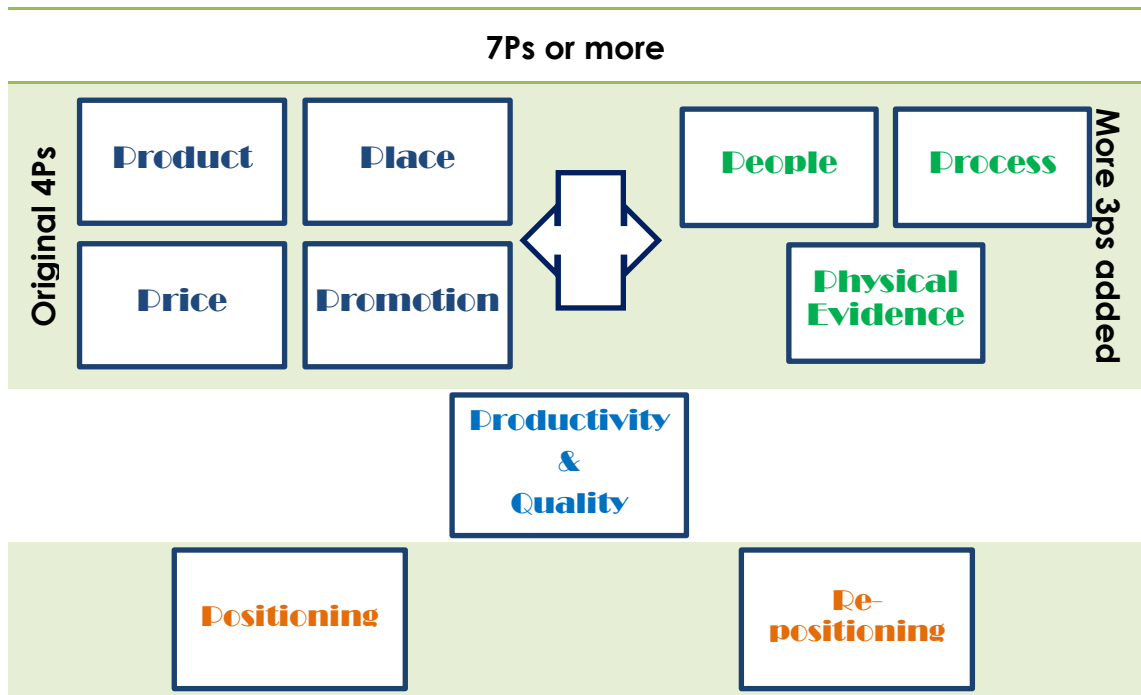 7Ps or more
Original 4Ps
Product
Place
Price
Promotion
People
Process
Physical
Evidence
More 3ps added
Productivity
&
Quality
Positioning
Re-
positioning